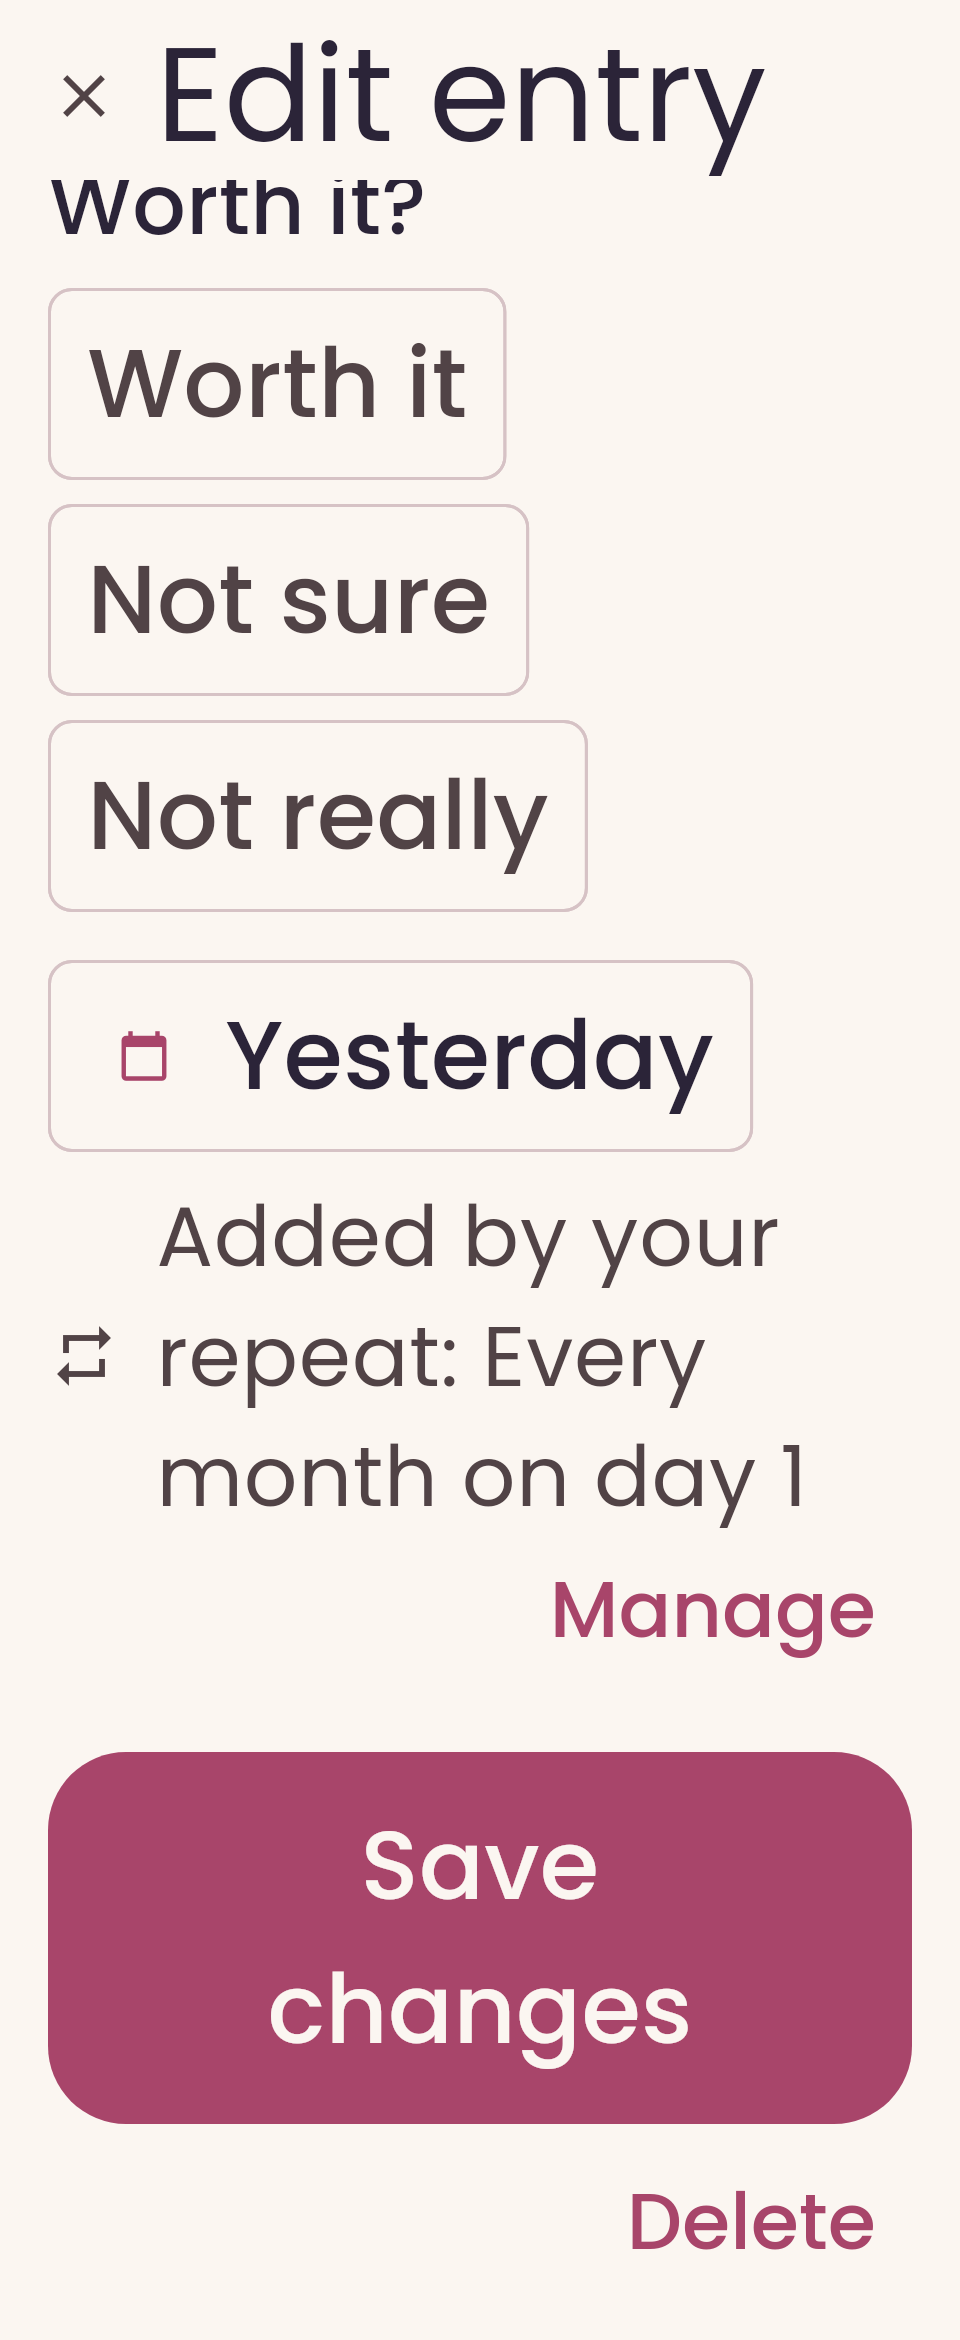 Edit entry
Worth it?
Worth it
Not sure
Not really
Yesterday
Added by your
repeat: Every
month on day 1
Manage
Save
changes
Delete